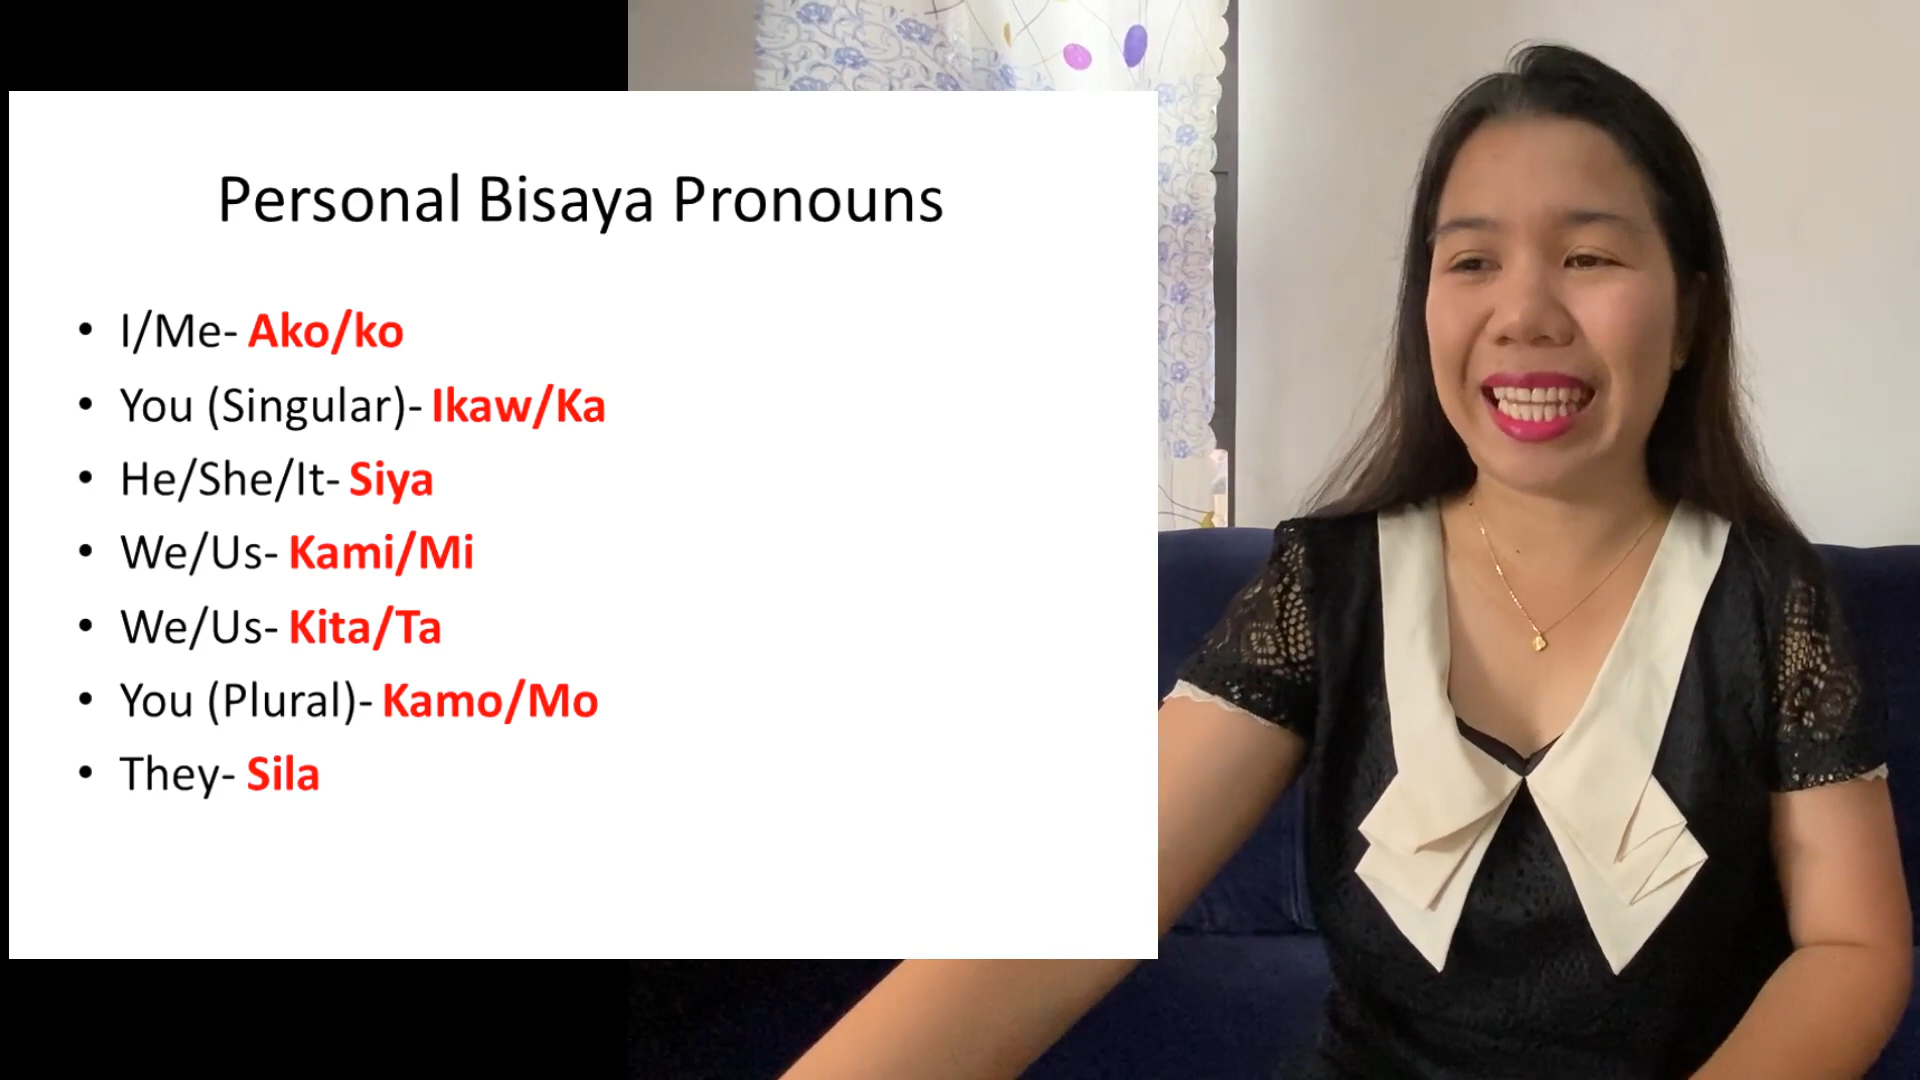 Personal Bisaya Pronouns
• I/Me- Ako/ko
• You (Singular)- Ikaw/Ka
• He/She/It- Siya
• We/Us- Kami/Mi
• We/Us- Kita/Ta
• You (Plural)- Kamo/Mo
• They- Sila